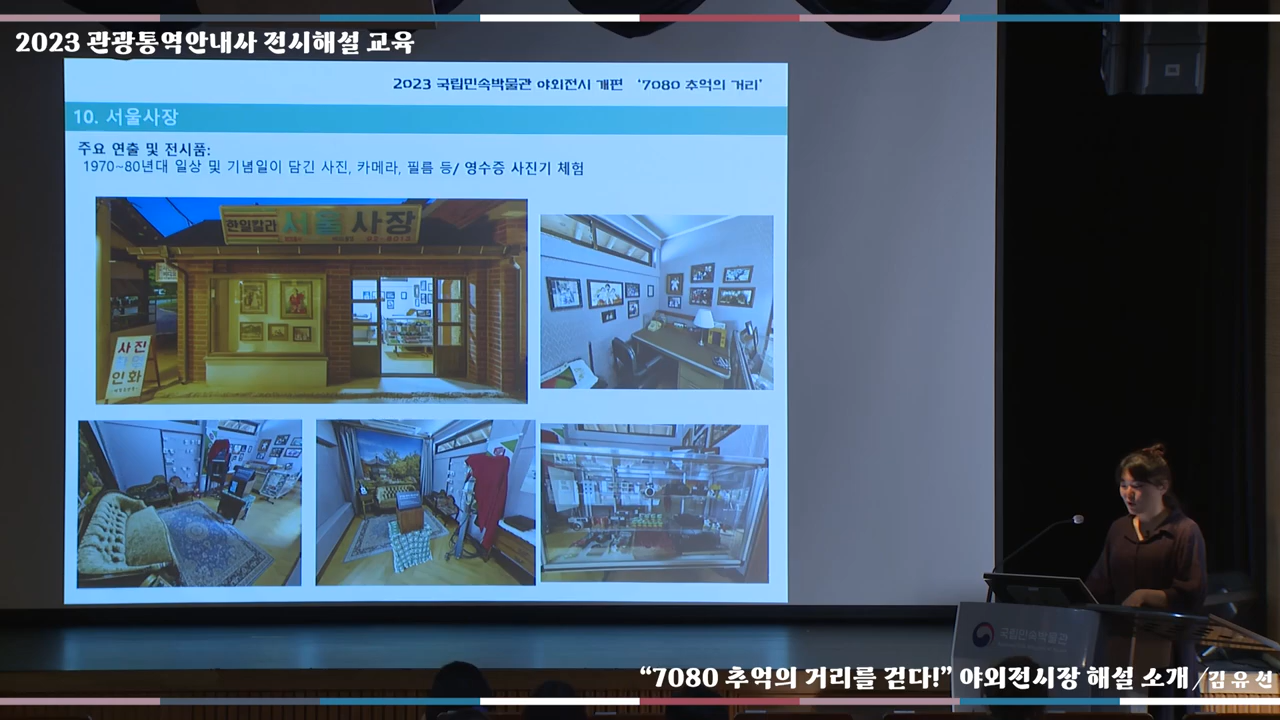 2023 관광통역안내사 전시해설 교육
2023 국립민속박물관 야외전시 개편 ‘7080 추억의 거리’
10. 서울사장
주요 연출 및 전시품:
1970~80년대 일상 및 기념일이 담긴 사진, 카메라, 필름 등/ 영수증 사진기 체험
한일칼라 서울사장
사진
인화
국립민속박물관
“7080 추억의 거리를 걷다!” 야외전시장 해설 소개 /김유선